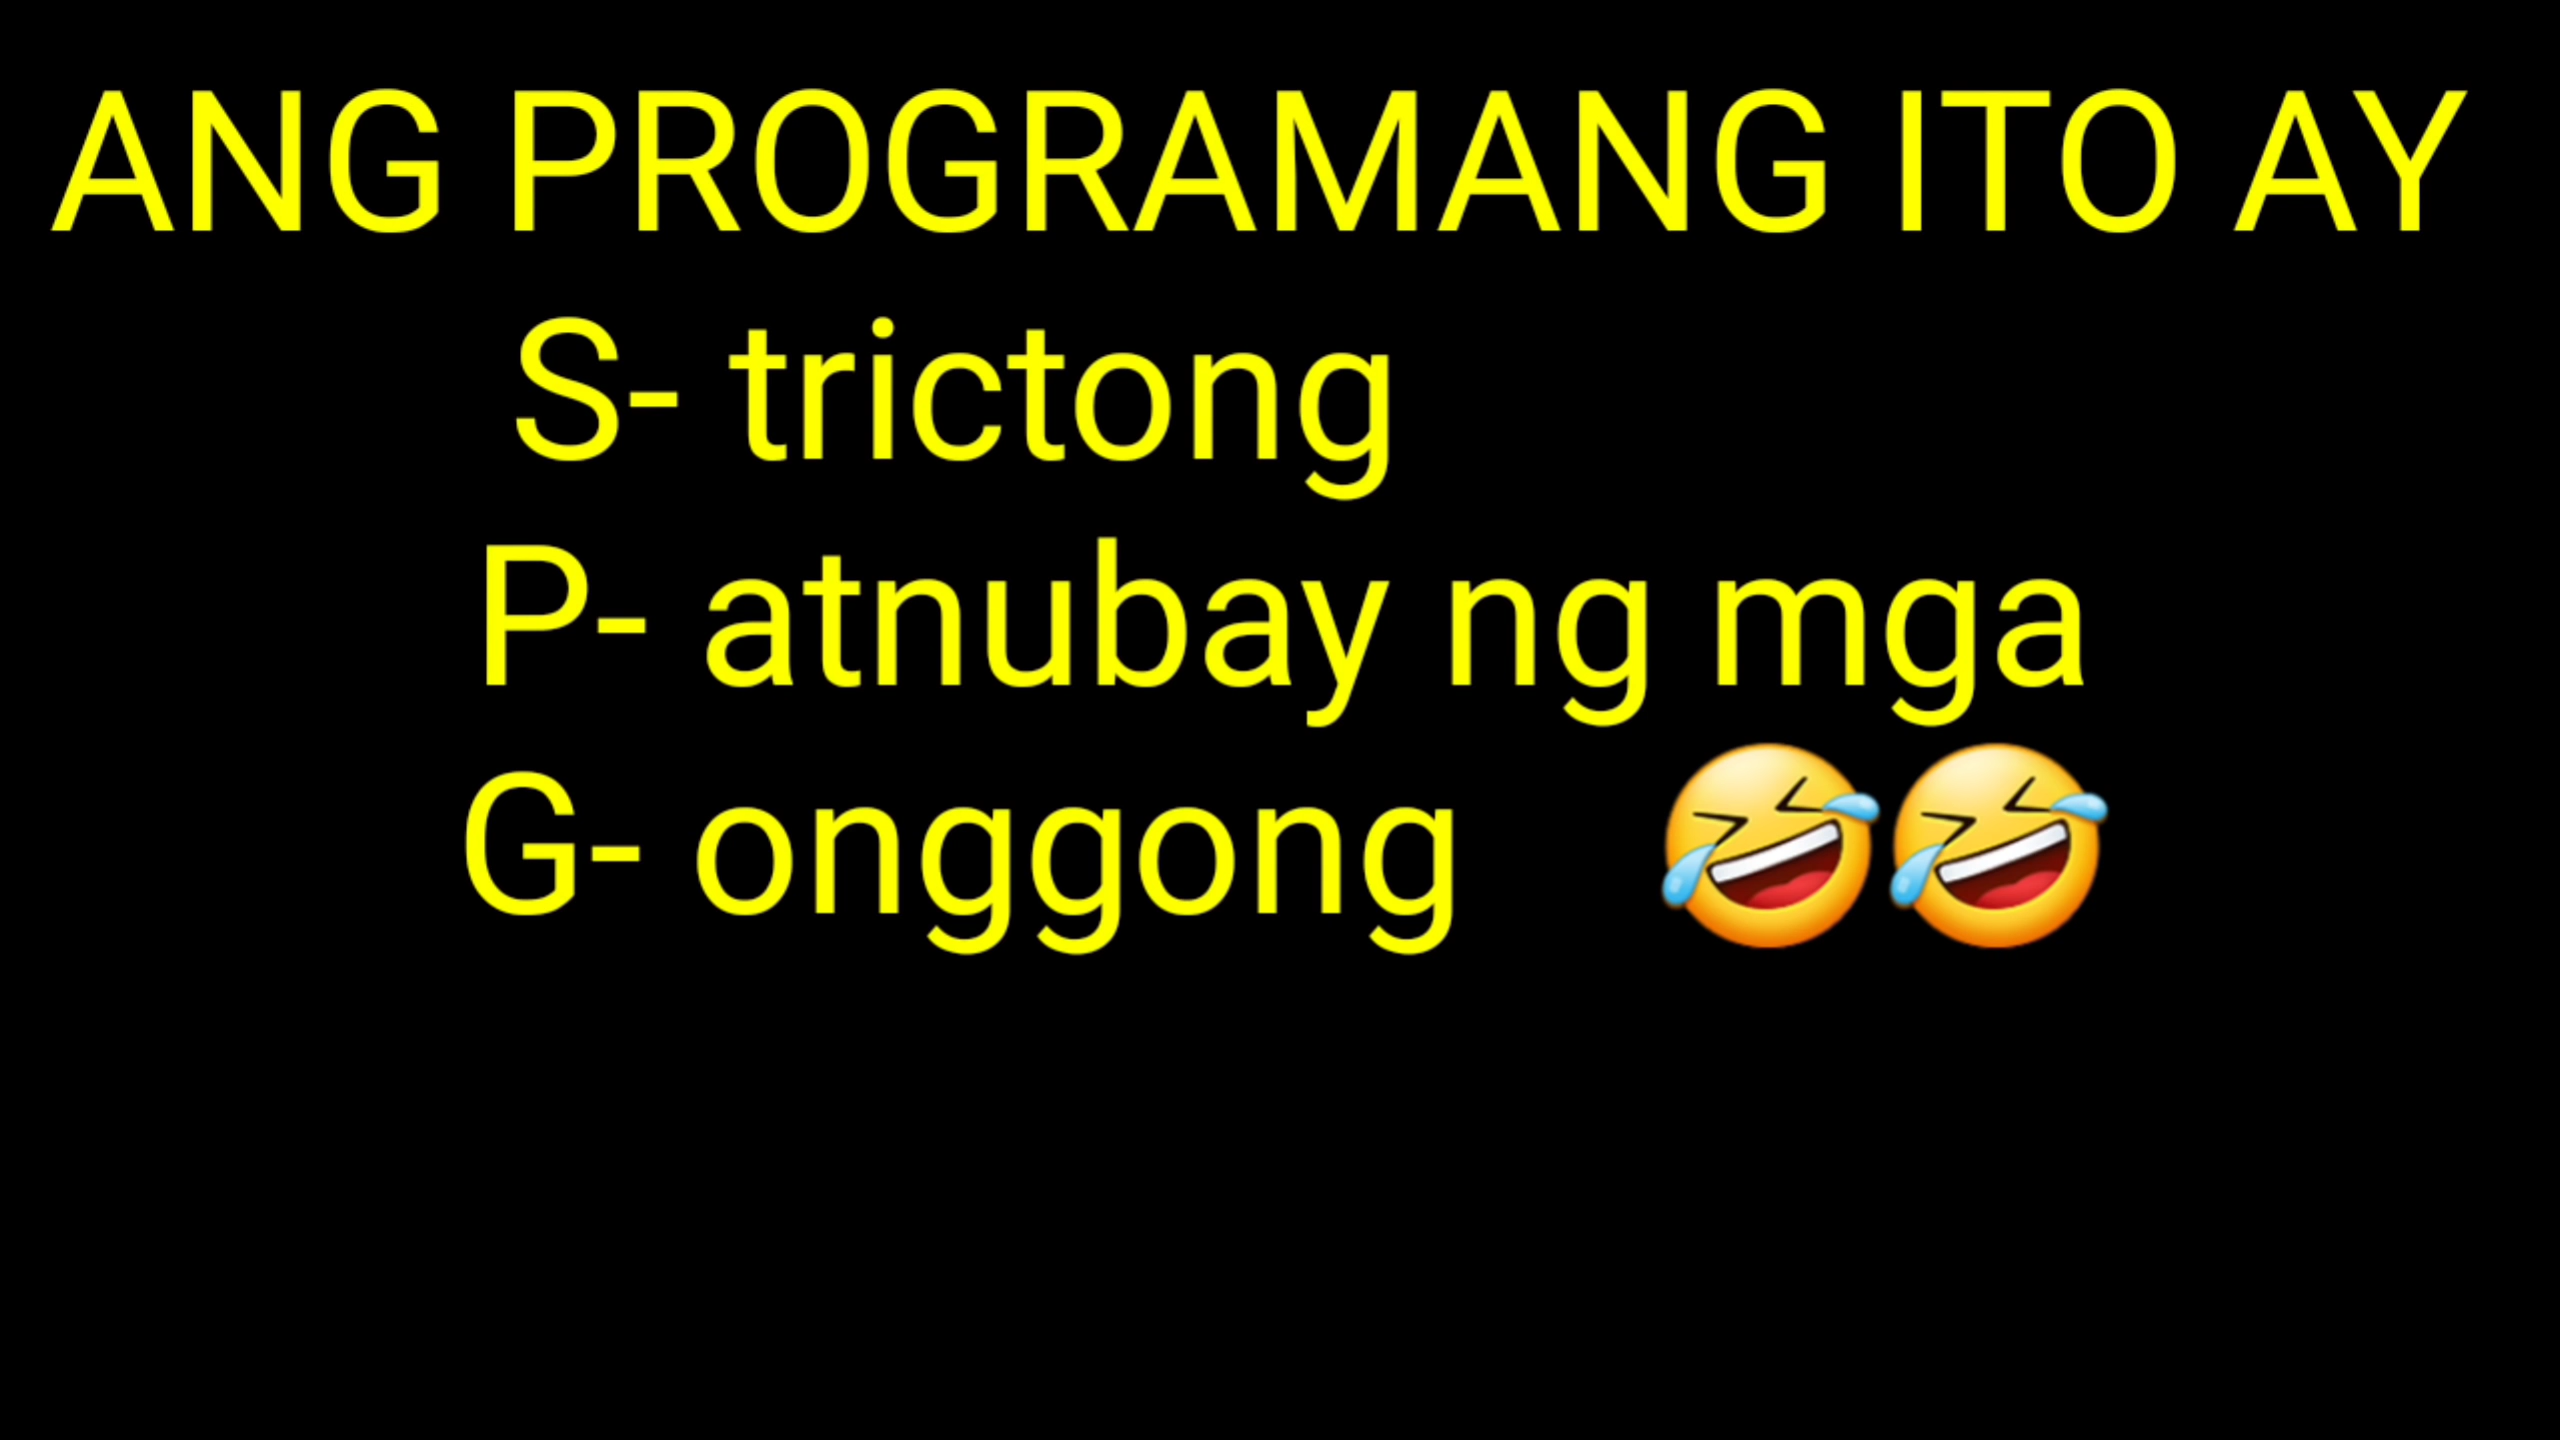 ANG PROGRAMANG ITO AY
S- trictong
P- atnubay ng mga
G- onggong 🤣🤣